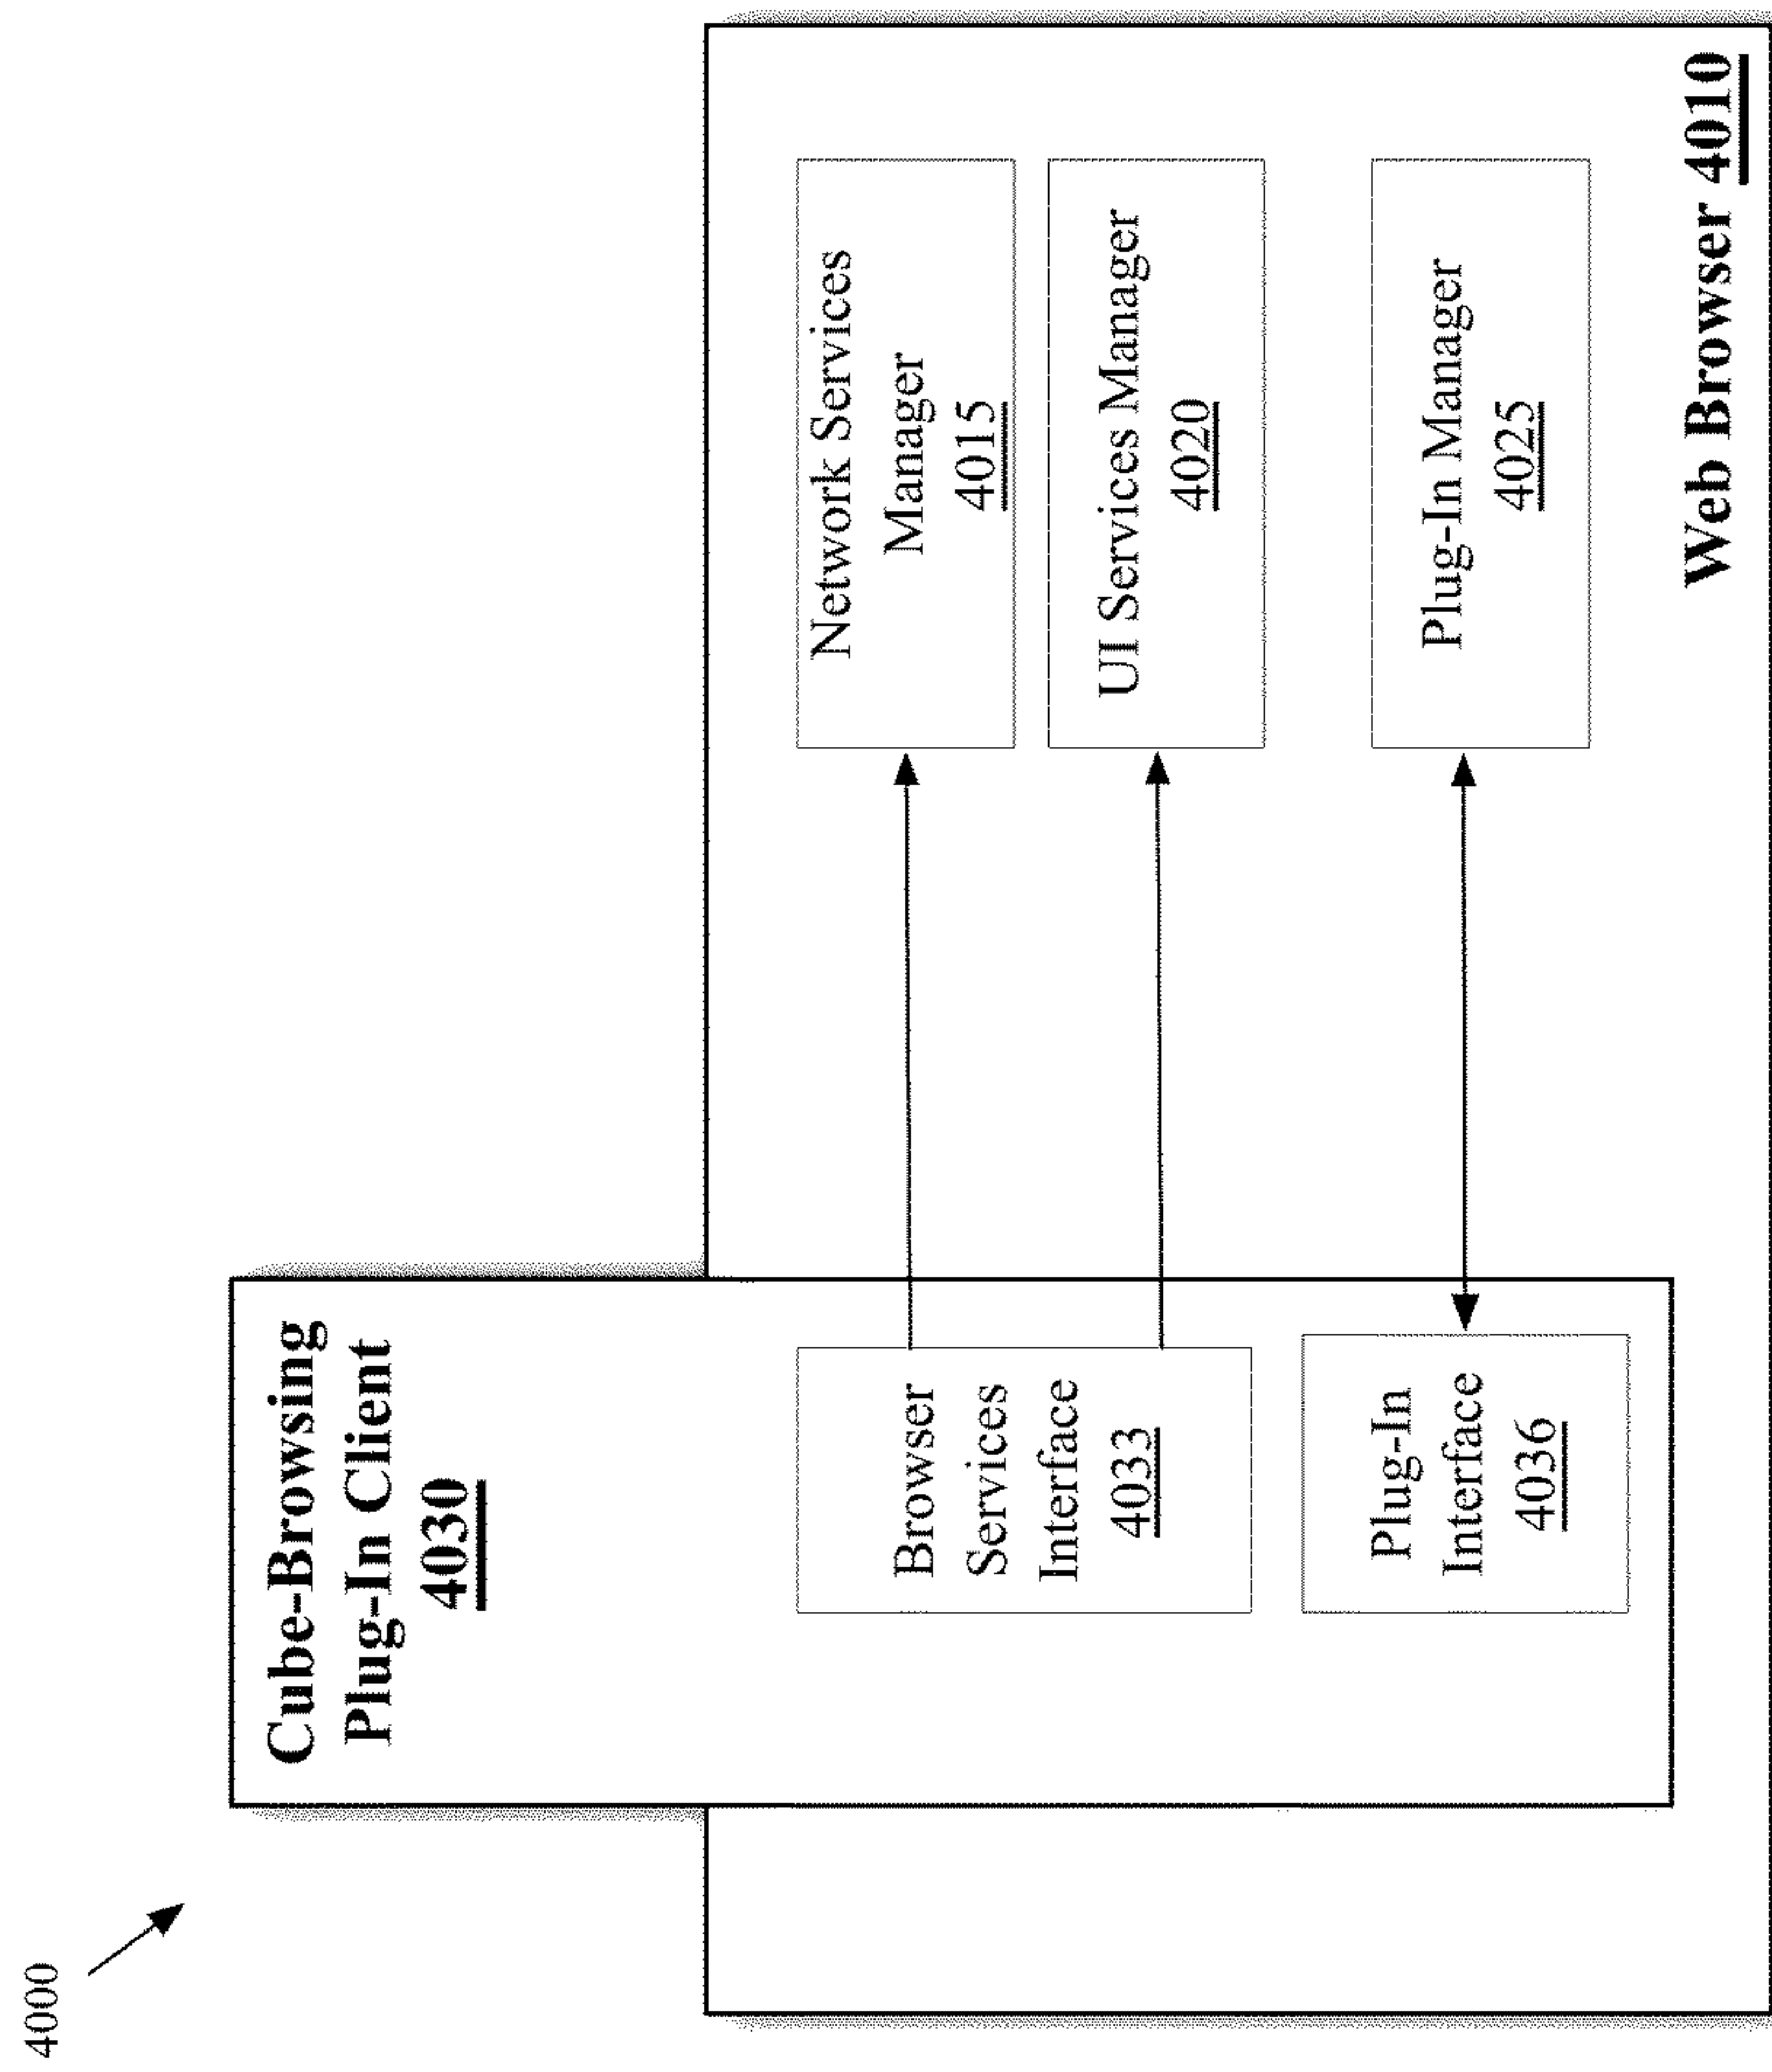 4000
Cube-Browsing
Plug-In Client
4030
Browser
Services
Interface
4033
Plug-In
Interface
4036
Network Services
Manager
4015
UI Services Manager
4020
Plug-In Manager
4025
Web Browser 4010